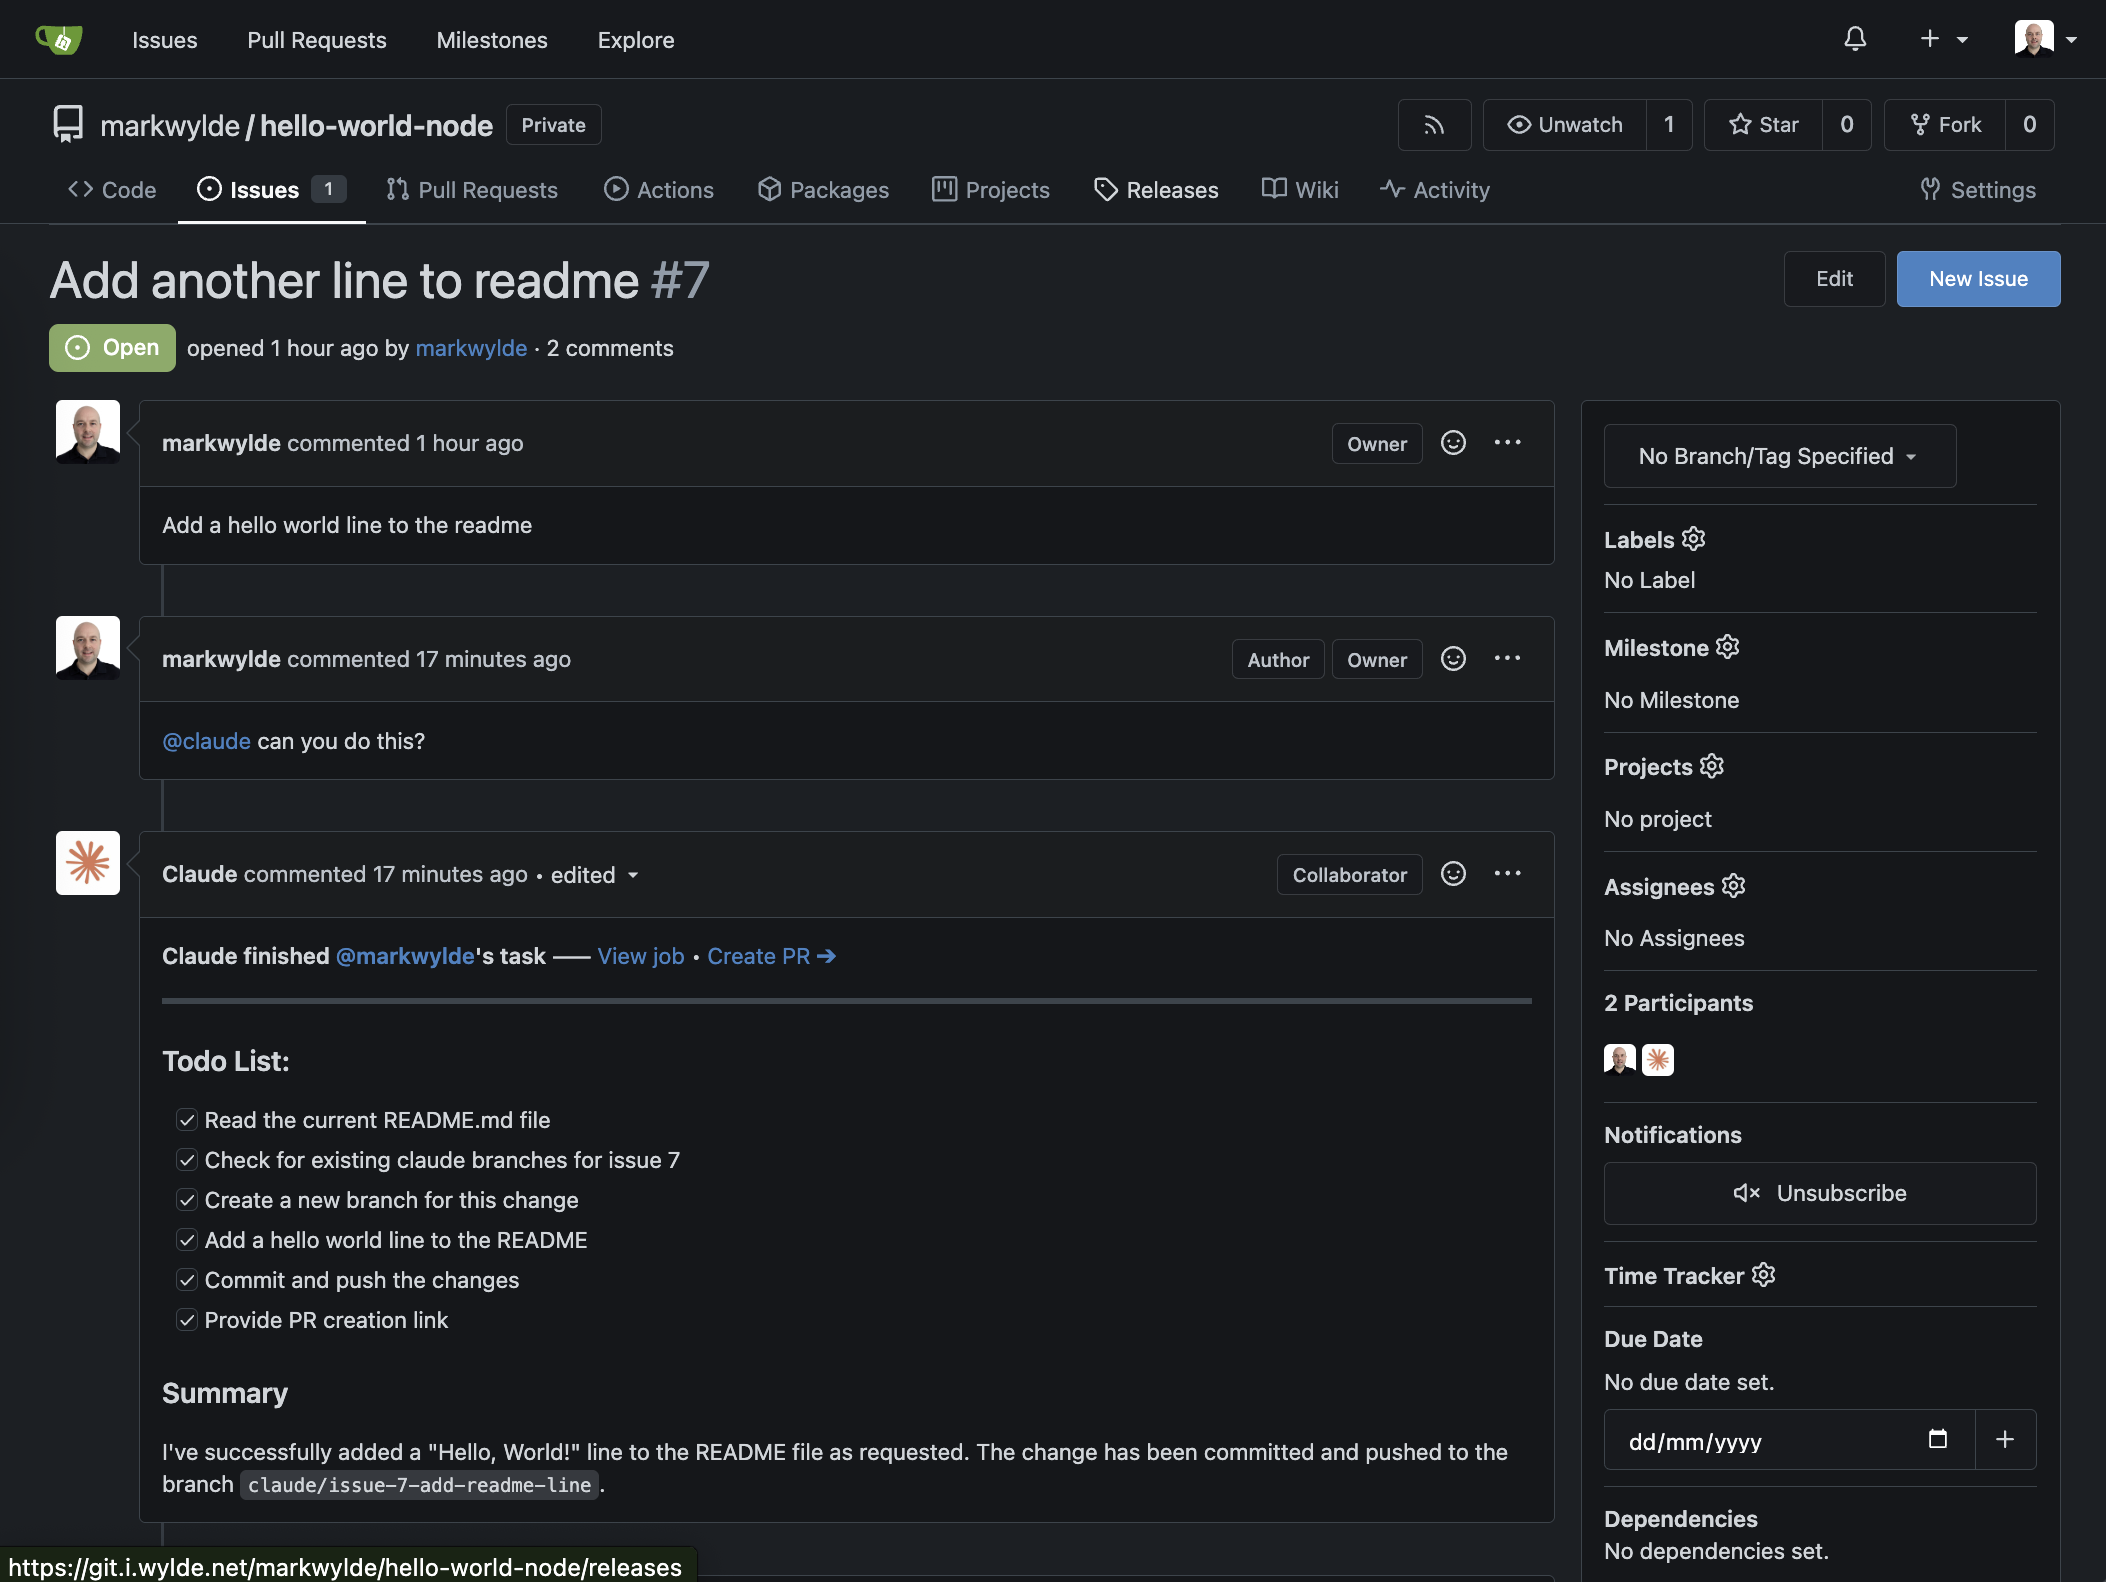 Issues Pull Requests Milestones Explore
markwylde/hello-world-node Private Unwatch 1 Star 0 Fork 0
Code Issues 1 Pull Requests Actions Packages Projects Releases Wiki Activity Settings
Add another line to readme #7 Edit New Issue
Open opened 1 hour ago by markwylde · 2 comments
markwylde commented 1 hour ago Owner
Add a hello world line to the readme
markwylde commented 17 minutes ago Author Owner
@claude can you do this?
Claude commented 17 minutes ago • edited Collaborator
Claude finished @markwylde's task —— View job • Create PR ➔
Todo List:
Read the current README.md file
Check for existing claude branches for issue 7
Create a new branch for this change
Add a hello world line to the README
Commit and push the changes
Provide PR creation link
Summary
I've successfully added a "Hello, World!" line to the README file as requested. The change has been committed and pushed to the
branch claude/issue-7-add-readme-line.
No Branch/Tag Specified
Labels
No Label
Milestone
No Milestone
Projects
No project
Assignees
No Assignees
2 Participants
Notifications
Unsubscribe
Time Tracker
Due Date
No due date set.
dd/mm/yyyy
Dependencies
No dependencies set.
https://git.i.wylde.net/markwylde/hello-world-node/releases